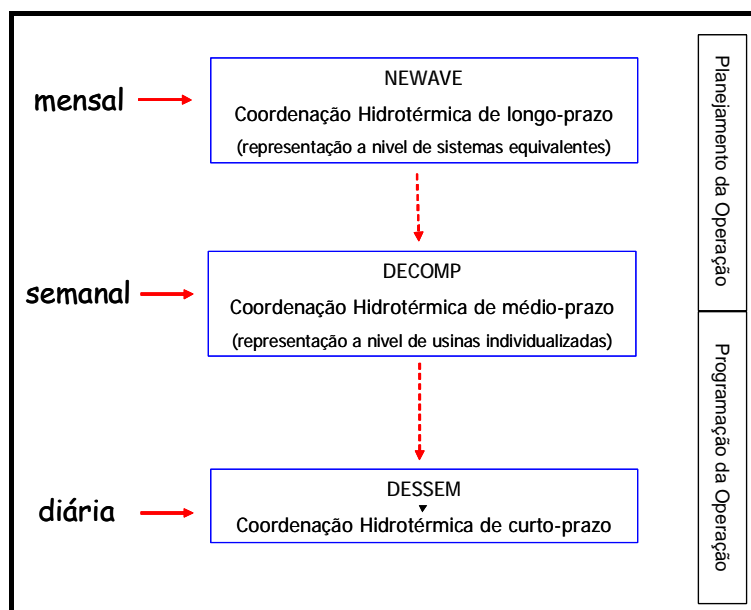 mensal
NEWAVE
Coordenação Hidrotérmica de longo-prazo
(representação a nivel de sistemas equivalentes)
semanal
DECOMP
Coordenação Hidrotérmica de médio-prazo
(representação a nivel de usinas individualizadas)
diária
DESSEM
Coordenação Hidrotérmica de curto-prazo
Planejamento da Operação
Programação da Operação